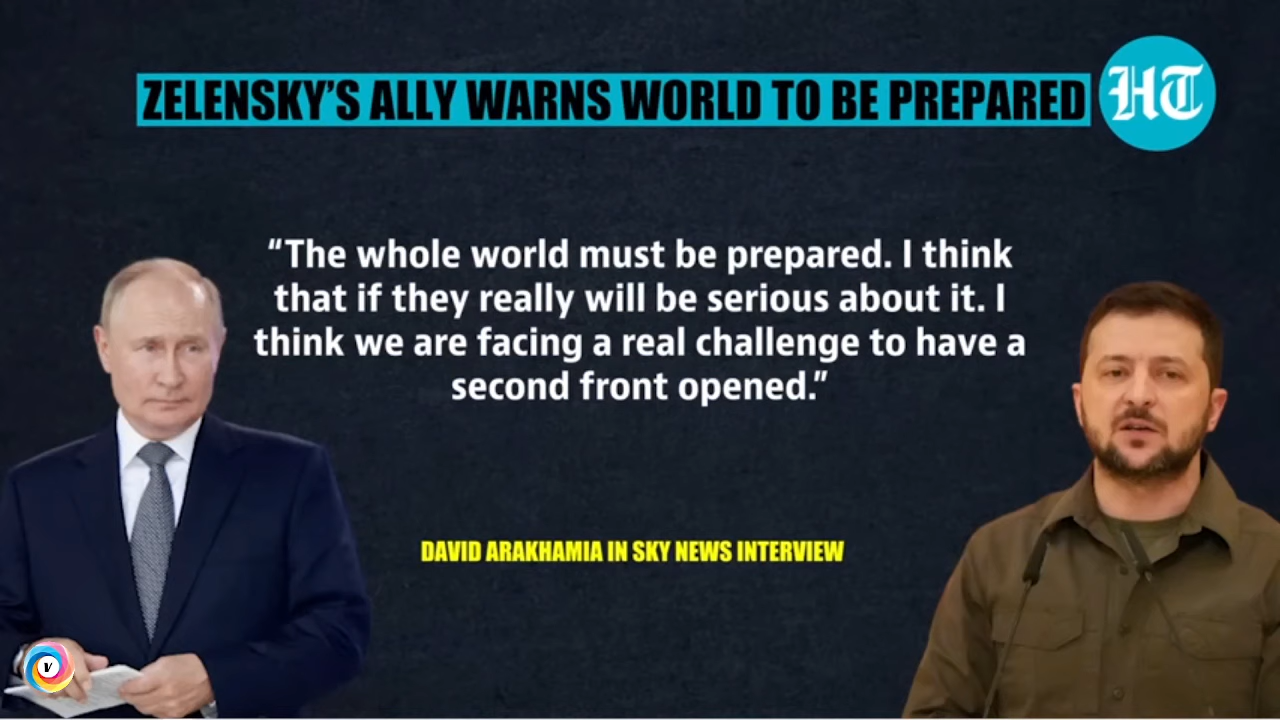 ZELENSKY'S ALLY WARNS WORLD TO BE PREPARED
HT
“The whole world must be prepared. I think
that if they really will be serious about it. I
think we are facing a real challenge to have a
second front opened.”
DAVID ARAKHAMIA IN SKY NEWS INTERVIEW
V